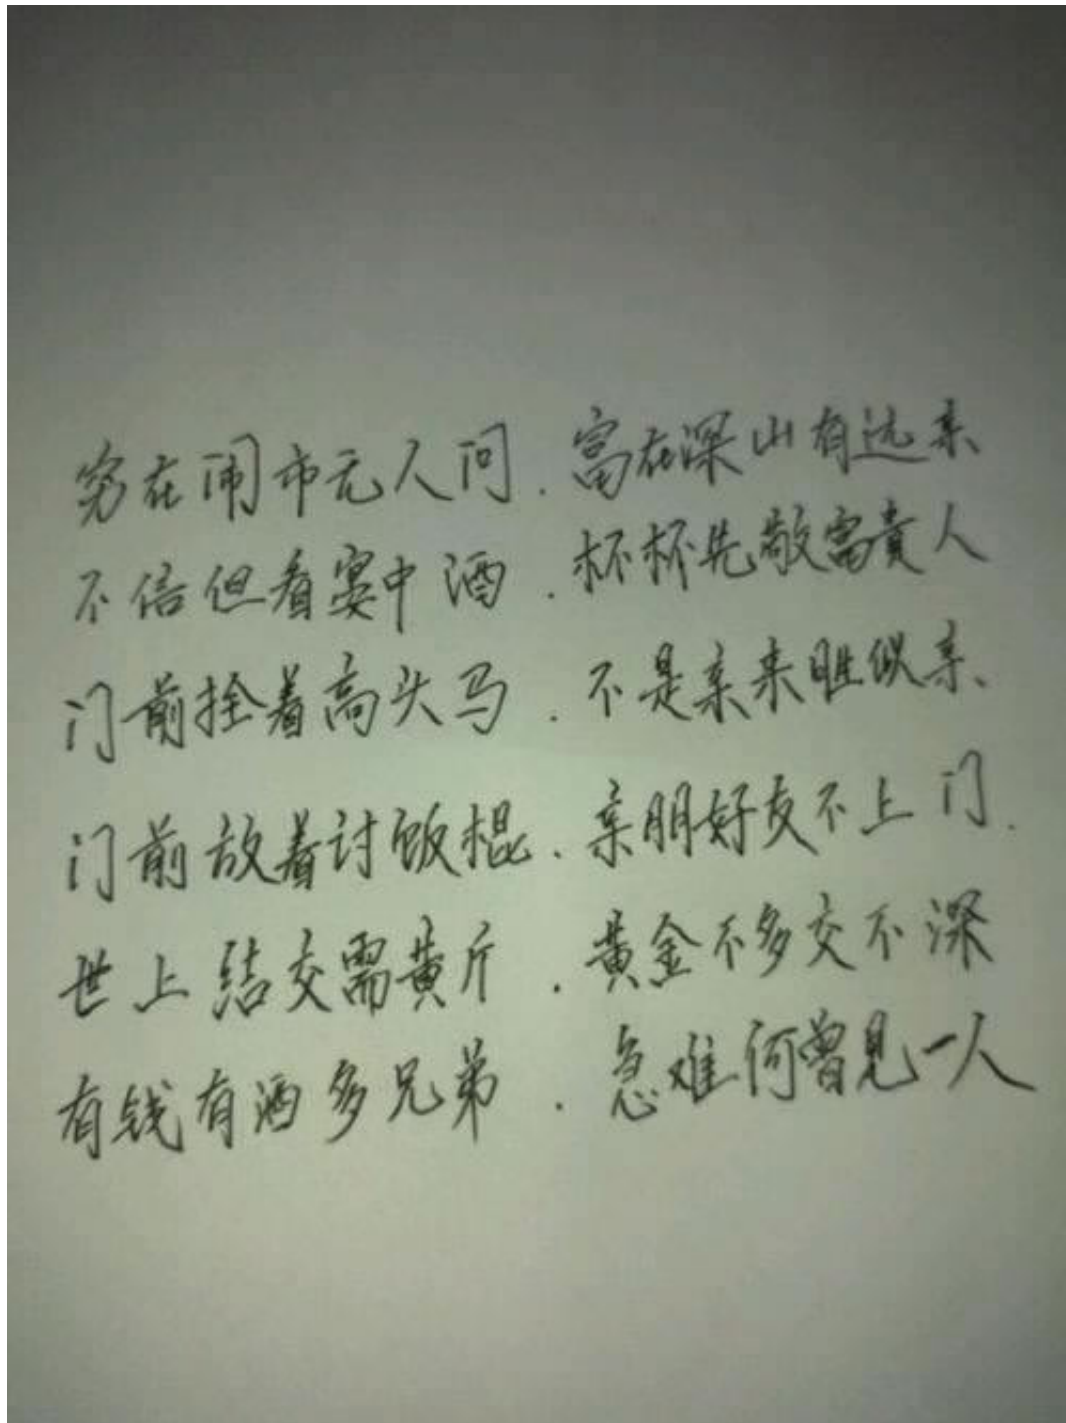 穷在闹市无人问.富在深山有远亲
不信但看宴中酒.杯杯先敬富貴人
门前拴着高头马.不是亲来胜似亲、
门前放着讨饭棍.亲朋好友不上门.
世上结交需黄斤.黄金不多交不深
有钱有酒多兄弟.急难何曾见一人